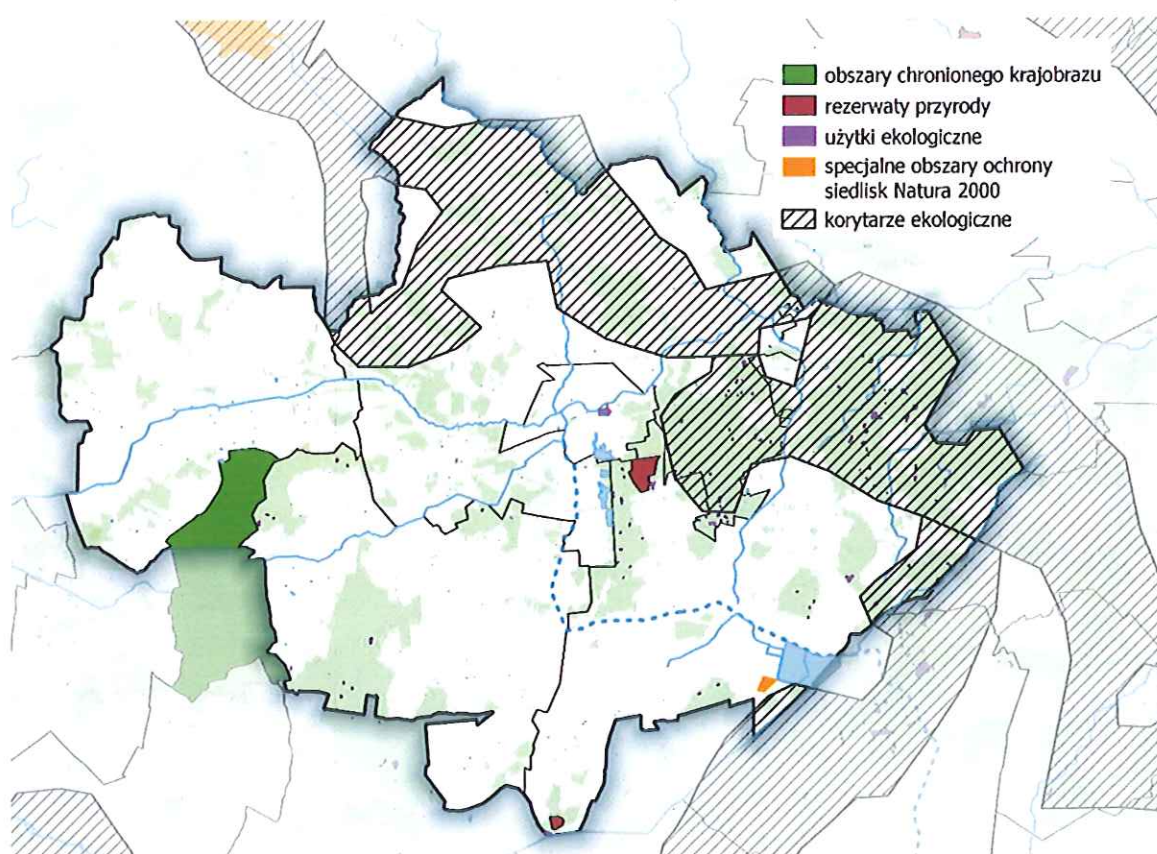 obszary chronionego krajobrazu
rezerwaty przyrody
użytki ekologiczne
specjalne obszary ochrony
siedlisk Natura 2000
korytarze ekologiczne